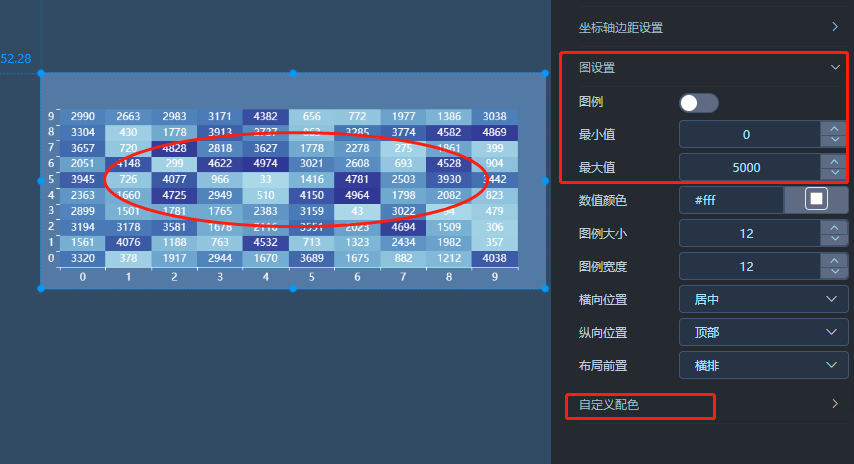 52.28
9 2990 2663 2983 3171 4382 656 772 1977 1386 3038
8 3304 430 1778 3913 3737 863 3285 3774 4582 4869
7 3657 720 4828 2818 3627 1778 2278 275 1861 399
6 2051 4148 299 4622 4974 3021 2608 693 4528 904
5 3945 726 4077 966 33 1416 4781 2503 3930 3442
4 2363 1660 4725 2949 510 4150 4964 1798 2082 823
3 2899 1501 1781 1765 2383 3159 43 3022 479
2 3194 3178 3581 1678 2116 3551 2023 4694 1509 306
1 1561 4076 1188 763 4532 713 1323 2434 1982 357
0 3320 378 1917 2944 1670 3689 1675 882 1212 4038
0 1 2 3 4 5 6 7 8 9
坐标轴边距设置
图设置
图例
最小值 0
最大值 5000
数值颜色 #fff
图例大小 12
图例宽度 12
横向位置 居中
纵向位置 顶部
布局前置 横排
自定义配色